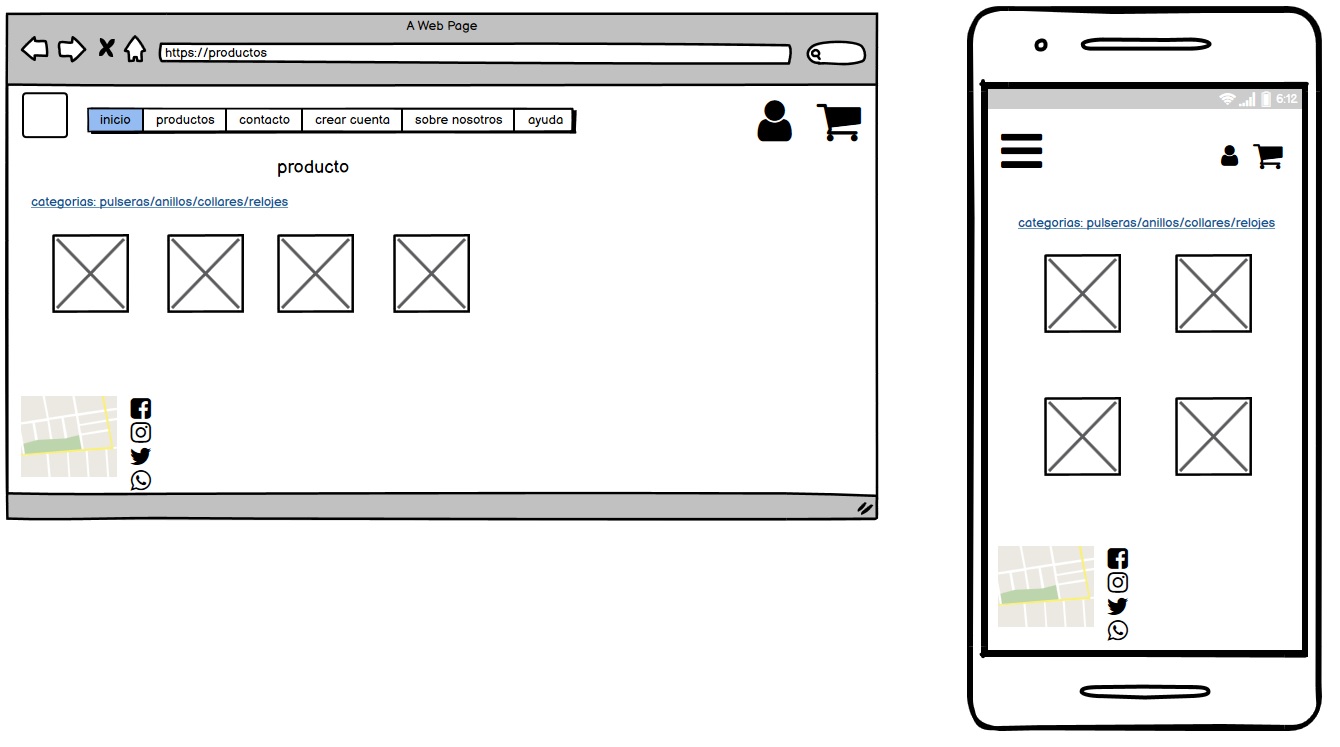 A Web Page
https://productos
inicio productos contacto crear cuenta sobre nosotros ayuda
producto
categorias: pulseras/anillos/collares/relojes
6:12
categorias: pulseras/anillos/collares/relojes